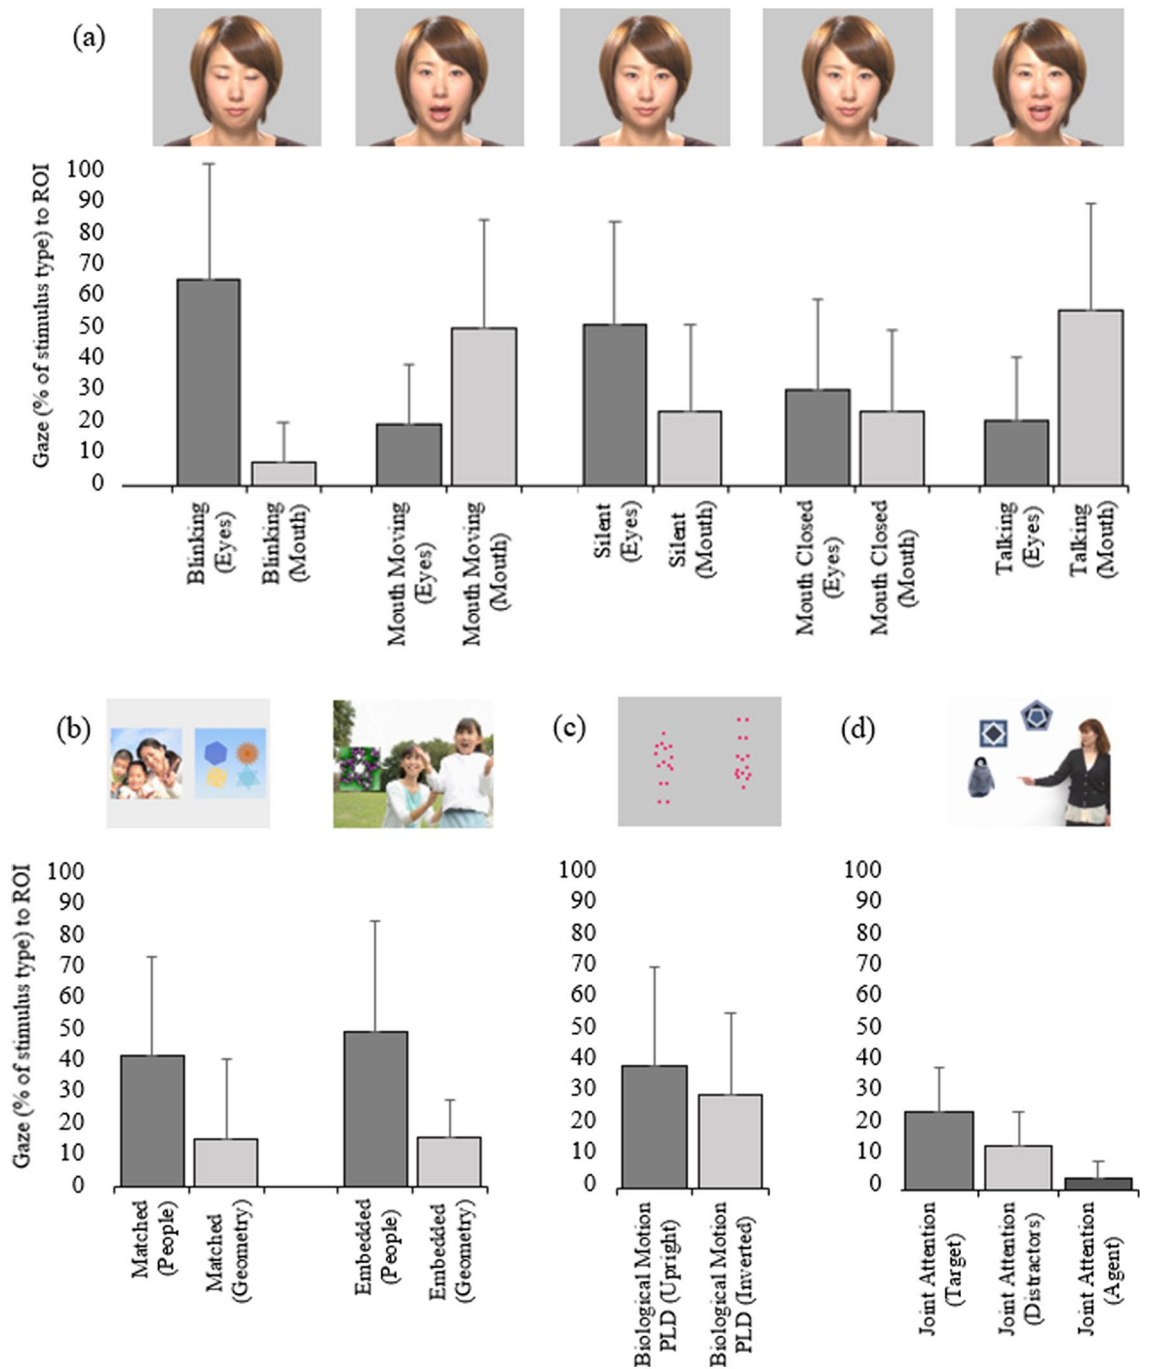 (a)
Gaze (% of stimulus type) to ROI
100
90
80
70
60
50
40
30
20
10
0
Blinking
(Eyes)
Blinking
(Mouth)
Mouth Moving
(Eyes)
Mouth Moving
(Mouth)
Silent
(Eyes)
Silent
(Mouth)
Mouth Closed
(Eyes)
Mouth Closed
(Mouth)
Talking
(Eyes)
Talking
(Mouth)
(b)
Gaze (% of stimulus type) to ROI
100
90
80
70
60
50
40
30
20
10
0
Matched
(People)
Matched
(Geometry)
Embedded
(People)
Embedded
(Geometry)
(c)
100
90
80
70
60
50
40
30
20
10
0
Biological Motion
PLD (Upright)
Biological Motion
PLD (Inverted)
(d)
100
90
80
70
60
50
40
30
20
10
0
Joint Attention
(Target)
Joint Attention
(Distractors)
Joint Attention
(Agent)